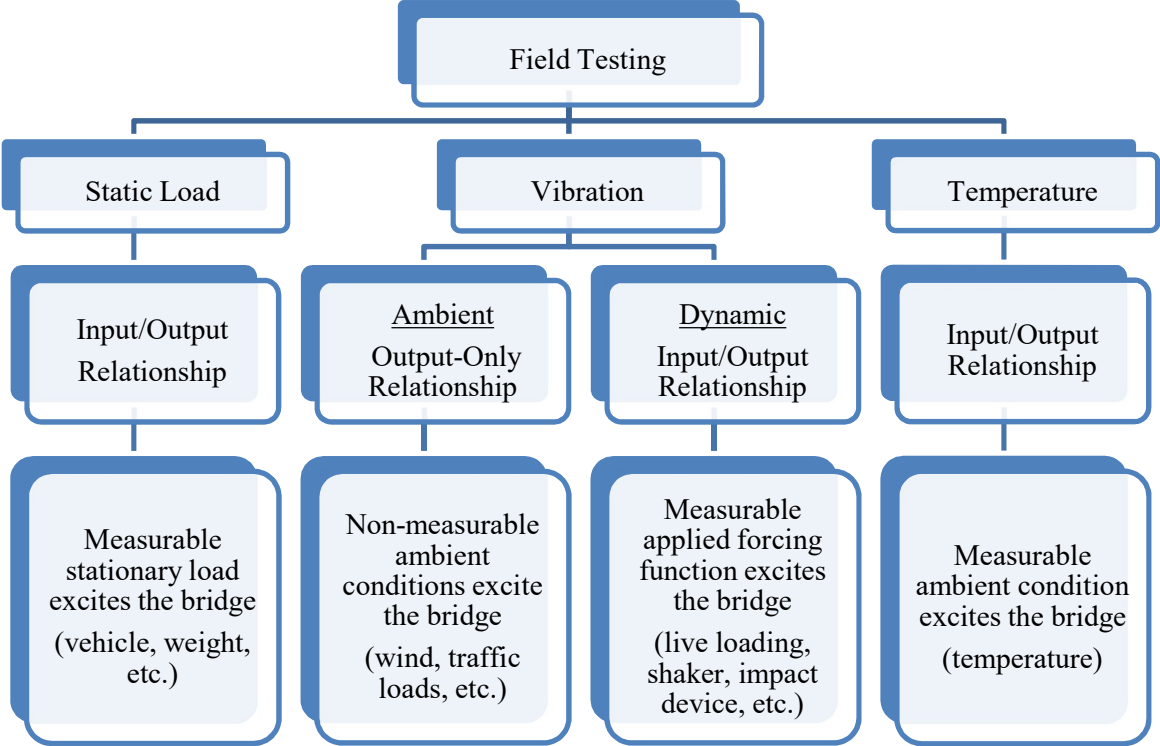 Field Testing
Static Load
Vibration
Temperature
Input/Output
Relationship
Ambient
Output-Only
Relationship
Dynamic
Input/Output
Relationship
Input/Output
Relationship
Measurable
stationary load
excites the bridge
(vehicle, weight,
etc.)
Non-measurable
ambient
conditions excite
the bridge
(wind, traffic
loads, etc.)
Measurable
applied forcing
function excites
the bridge
(live loading,
shaker, impact
device, etc.)
Measurable
ambient condition
excites the bridge
(temperature)